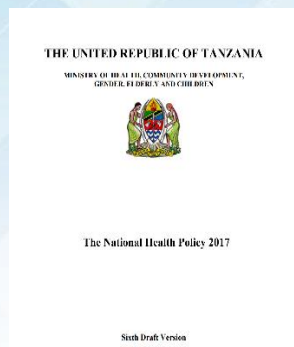 THE UNITED REPUBLIC OF TANZANIA
MINISTRY OF HEALTH, COMMUNITY DEVELOPMENT,
GENDER, ELDERLY AND CHILDREN
The National Health Policy 2017
Sixth Draft Version